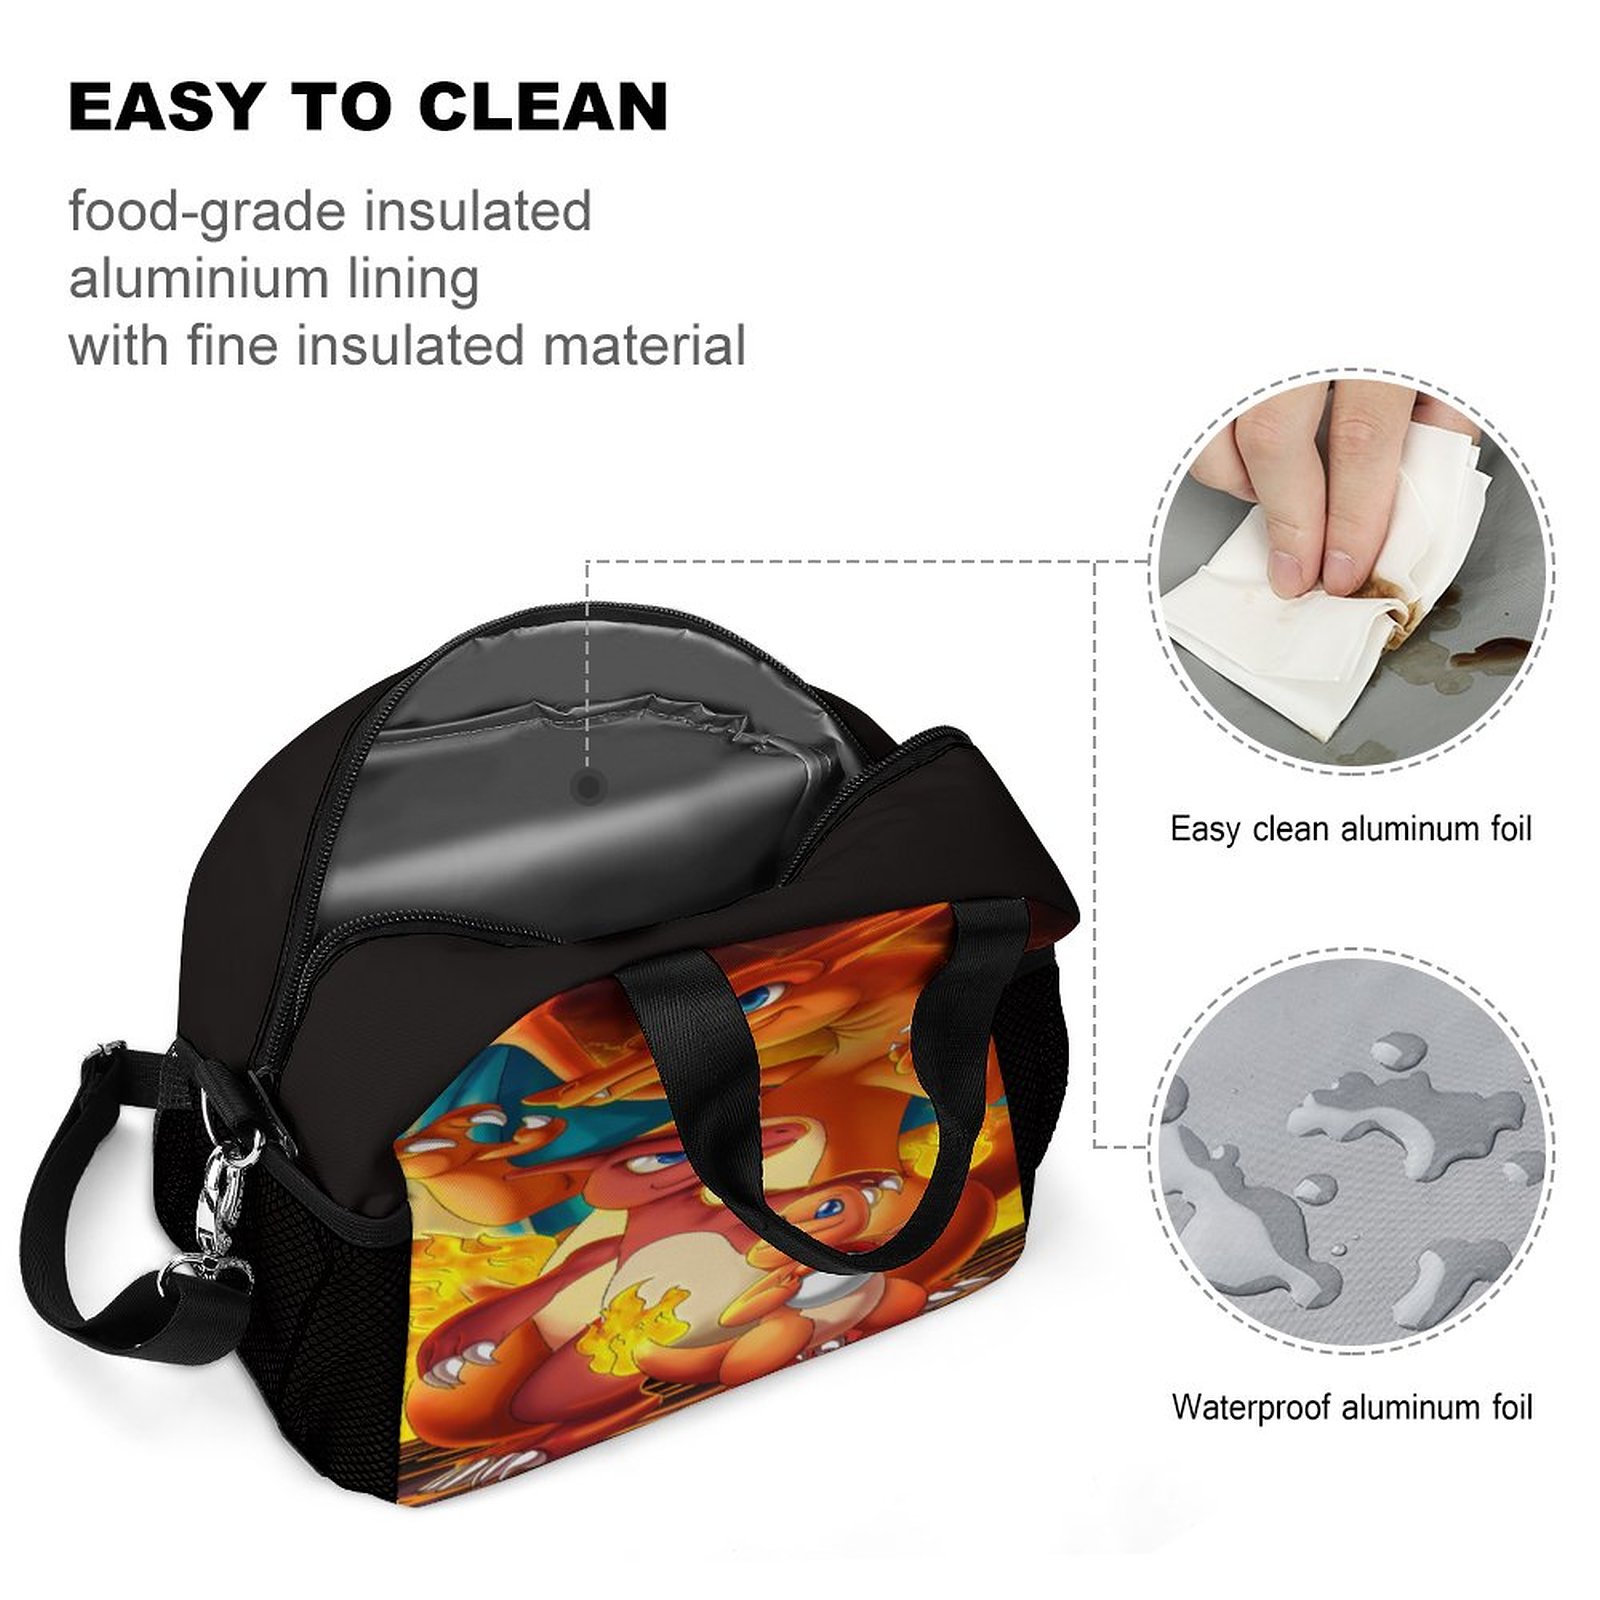 EASY TO CLEAN
food-grade insulated
aluminium lining
with fine insulated material
Easy clean aluminum foil
Waterproof aluminum foil